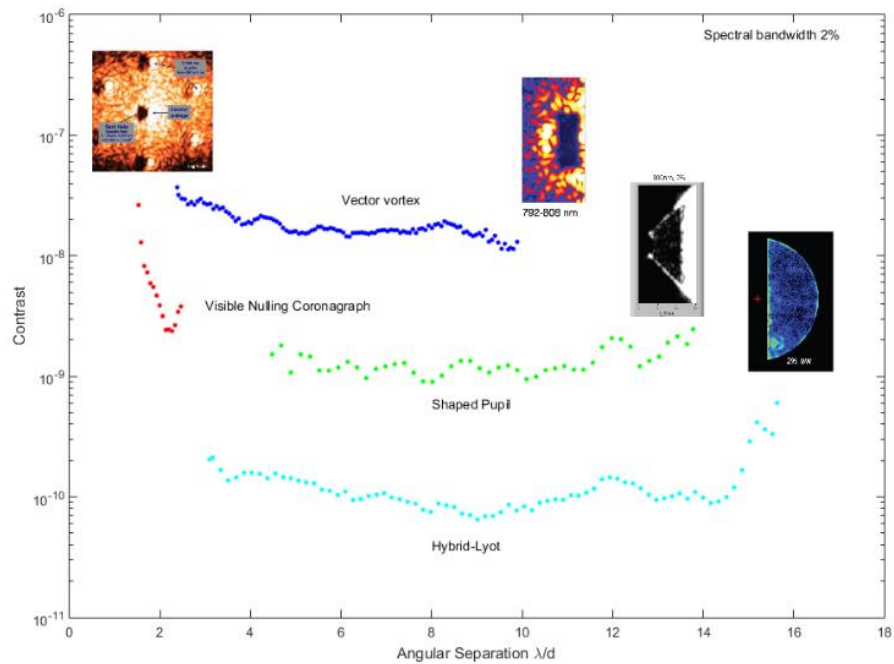 Spectral bandwidth 2%
10^-6
10^-7
10^-8
10^-9
10^-10
10^-11
Contrast
Vector vortex
792-808 nm
800nm, 2%
2% BW
Visible Nulling Coronagraph
Shaped Pupil
Hybrid-Lyot
0 2 4 6 8 10 12 14 16 18
Angular Separation λ/d